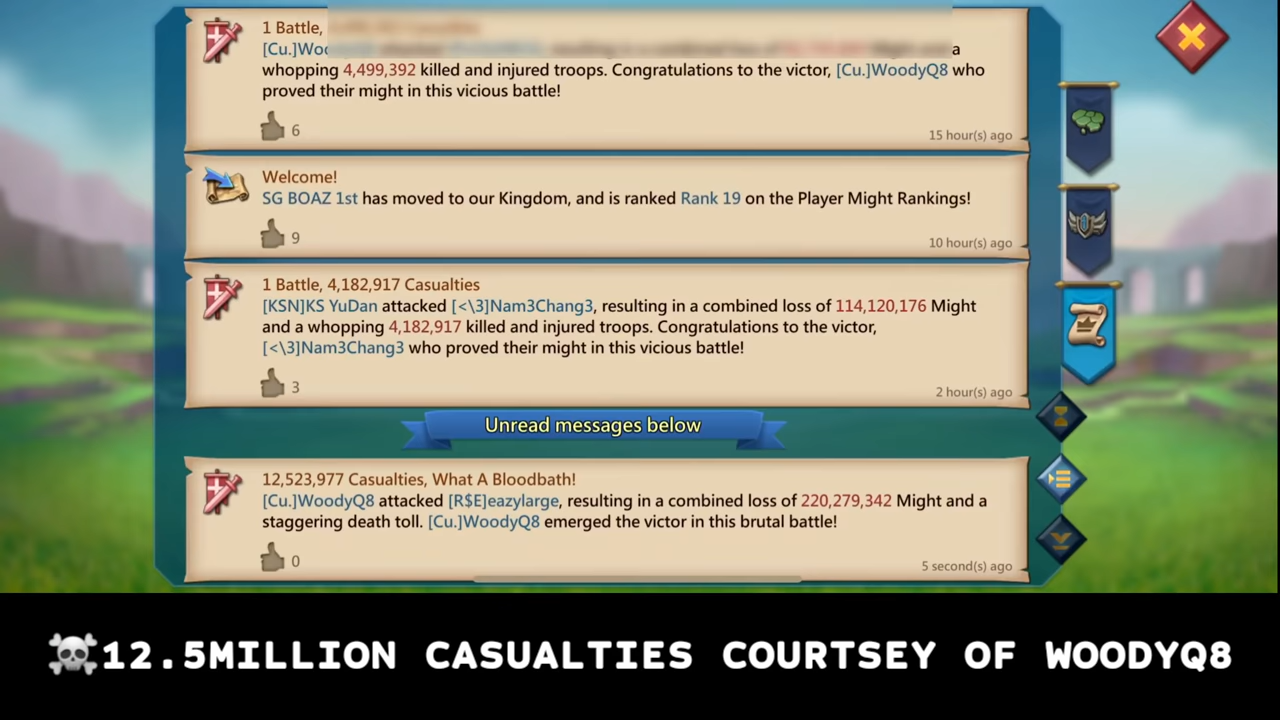 1 Battle,
[Cu.]Woo a
whopping 4,499,392 killed and injured troops. Congratulations to the victor, [Cu.]WoodyQ8 who
proved their might in this vicious battle!
6
15 hour(s) ago
Welcome!
SG BOAZ 1st has moved to our Kingdom, and is ranked Rank 19 on the Player Might Rankings!
9
10 hour(s) ago
1 Battle, 4,182,917 Casualties
[KSN]KS YuDan attacked [<\3]Nam3Chang3, resulting in a combined loss of 114,120,176 Might
and a whopping 4,182,917 killed and injured troops. Congratulations to the victor,
[<\3]Nam3Chang3 who proved their might in this vicious battle!
3
2 hour(s) ago
Unread messages below
12,523,977 Casualties, What A Bloodbath!
[Cu.]WoodyQ8 attacked [R$E]eazylarge, resulting in a combined loss of 220,279,342 Might and a
staggering death toll. [Cu.]WoodyQ8 emerged the victor in this brutal battle!
0
5 second(s) ago
☠️12.5MILLION CASUALTIES COURTSEY OF WOODYQ8